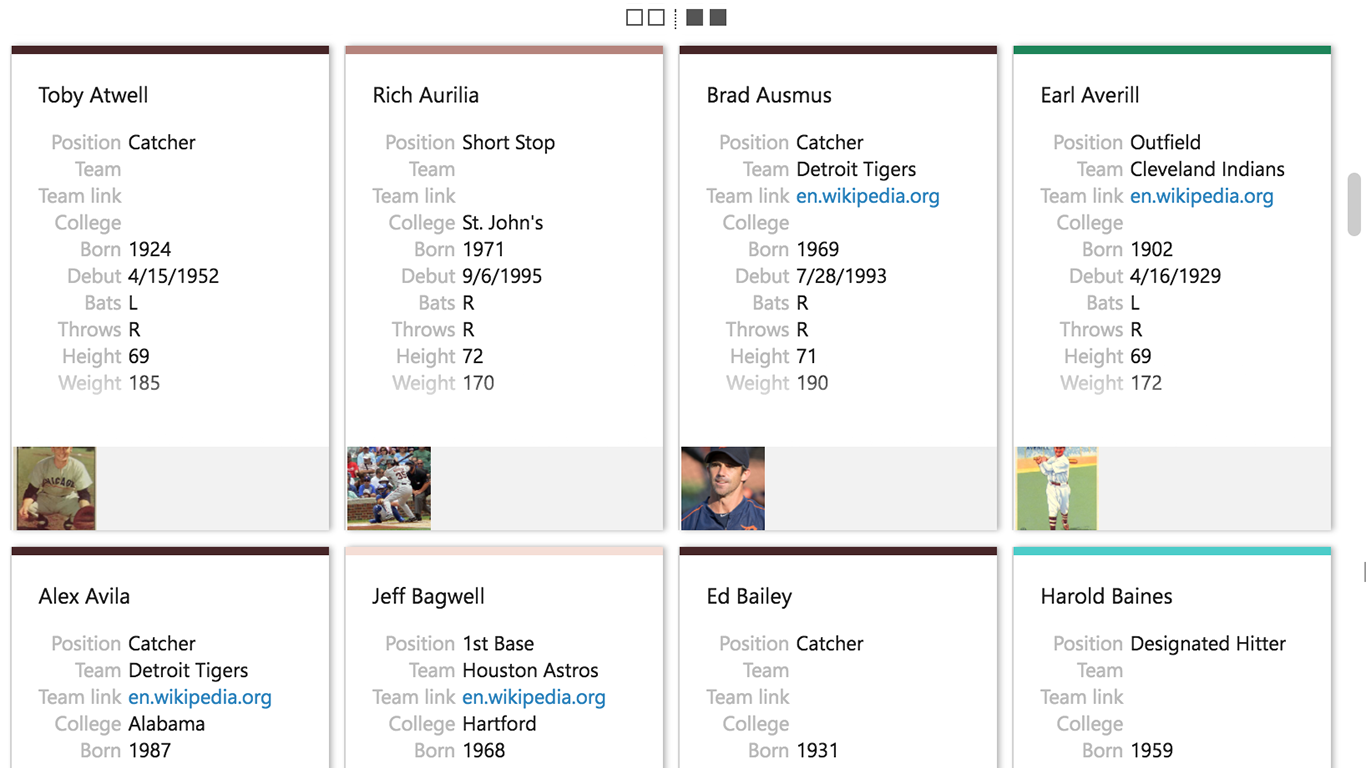 Toby Atwell
Position Catcher
Team
Team link
College
Born 1924
Debut 4/15/1952
Bats L
Throws R
Height 69
Weight 185
Rich Aurilia
Position Short Stop
Team
Team link
College St. John's
Born 1971
Debut 9/6/1995
Bats R
Throws R
Height 72
Weight 170
Brad Ausmus
Position Catcher
Team Detroit Tigers
Team link en.wikipedia.org
College
Born 1969
Debut 7/28/1993
Bats R
Throws R
Height 71
Weight 190
Earl Averill
Position Outfield
Team Cleveland Indians
Team link en.wikipedia.org
College
Born 1902
Debut 4/16/1929
Bats L
Throws R
Height 69
Weight 172
CHICAGO
Alex Avila
Position Catcher
Team Detroit Tigers
Team link en.wikipedia.org
College Alabama
Born 1987
Jeff Bagwell
Position 1st Base
Team Houston Astros
Team link en.wikipedia.org
College Hartford
Born 1968
Ed Bailey
Position Catcher
Team
Team link
College
Born 1931
Harold Baines
Position Designated Hitter
Team
Team link
College
Born 1959